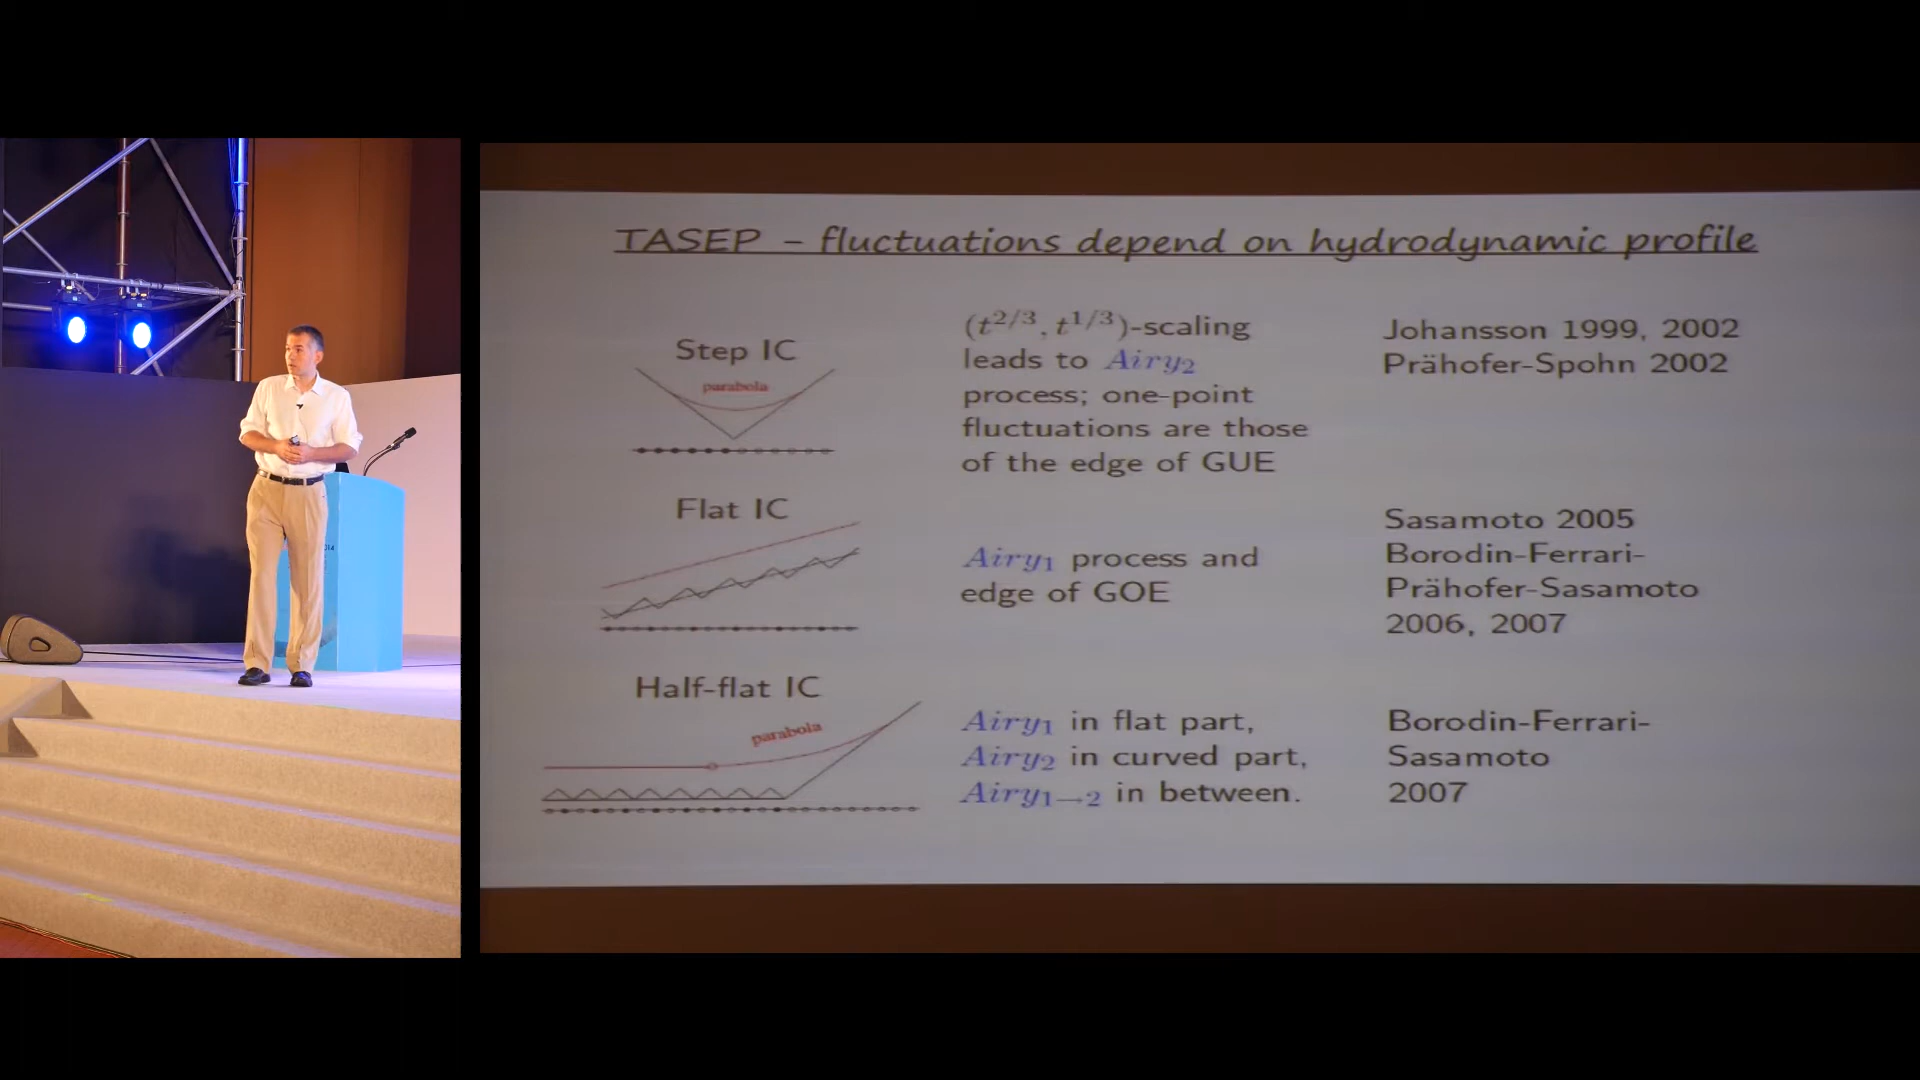 TASEP – fluctuations depend on hydrodynamic profile
Step IC
parabola
(t^{2/3}, t^{1/3})-scaling
leads to Airy₂
process; one-point
fluctuations are those
of the edge of GUE
Johansson 1999, 2002
Prähofer-Spohn 2002
Flat IC
Airy₁ process and
edge of GOE
Sasamoto 2005
Borodin-Ferrari-
Prähofer-Sasamoto
2006, 2007
Half-flat IC
parabola
Airy₁ in flat part,
Airy₂ in curved part,
Airy₁→₂ in between.
Borodin-Ferrari-
Sasamoto
2007